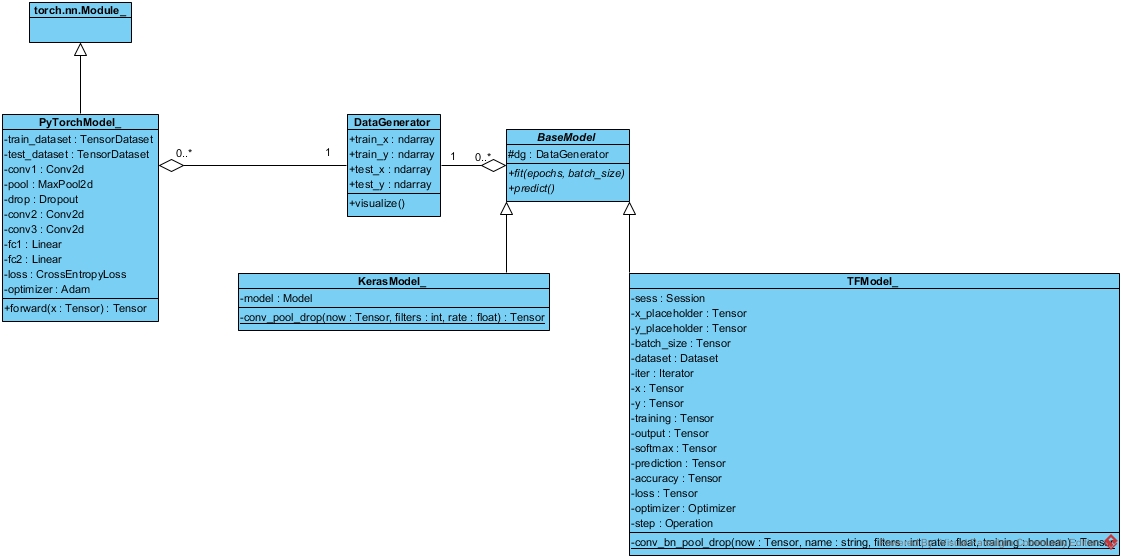 torch.nn.Module_
PyTorchModel_
-train_dataset : TensorDataset
-test_dataset : TensorDataset
-conv1 : Conv2d
-pool : MaxPool2d
-drop : Dropout
-conv2 : Conv2d
-conv3 : Conv2d
-fc1 : Linear
-fc2 : Linear
-loss : CrossEntropyLoss
-optimizer : Adam
+forward(x : Tensor) : Tensor
0..*
1
DataGenerator
+train_x : ndarray
+train_y : ndarray
+test_x : ndarray
+test_y : ndarray
+visualize()
1
0..*
BaseModel
#dg : DataGenerator
+fit(epochs, batch_size)
+predict()
KerasModel_
-model : Model
-conv_pool_drop(now : Tensor, filters : int, rate : float) : Tensor
TFModel_
-sess : Session
-x_placeholder : Tensor
-y_placeholder : Tensor
-batch_size : Tensor
-dataset : Dataset
-iter : Iterator
-x : Tensor
-y : Tensor
-training : Tensor
-output : Tensor
-softmax : Tensor
-prediction : Tensor
-accuracy : Tensor
-loss : Tensor
-optimizer : Optimizer
-step : Operation
-conv_bn_pool_drop(now : Tensor, name : string, filters : int, rate : float, training : boolean) : Tensor